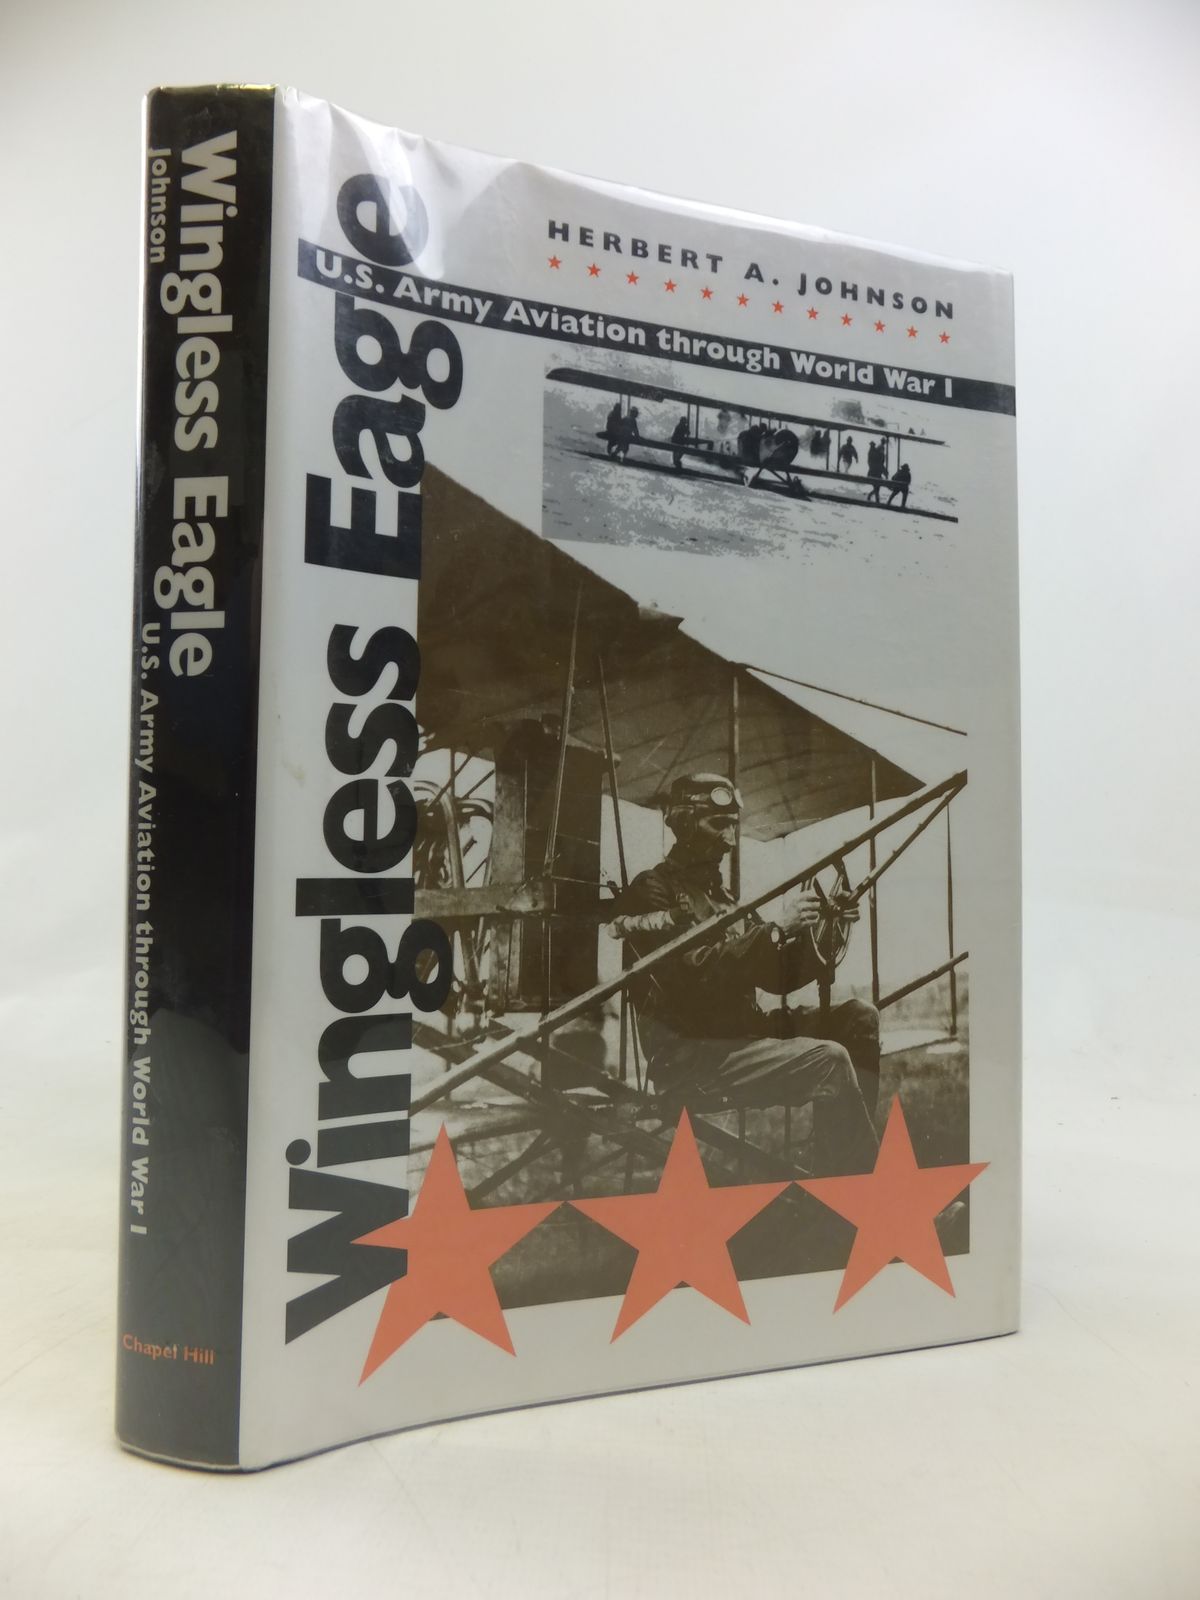 Johnson
Wingless Eagle
U.S. Army Aviation through World War I
Chapel Hill
HERBERT A. JOHNSON
U.S. Army Aviation through World War I
Wingless Eagle